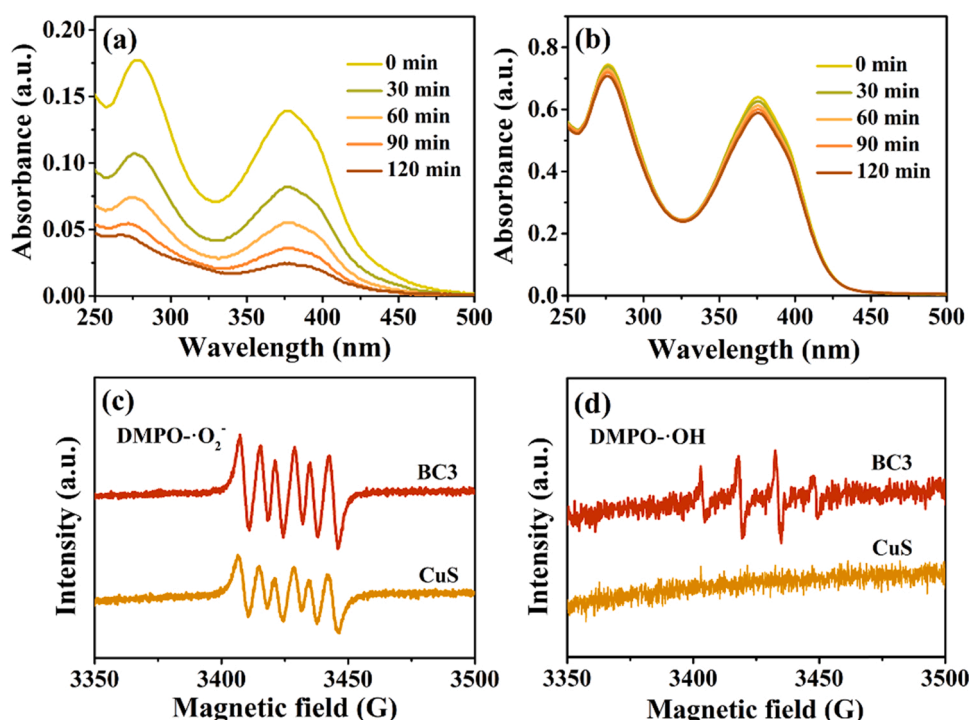 (a)
0 min
30 min
60 min
90 min
120 min
0.20
0.15
0.10
0.05
0.00
Absorbance (a.u.)
250 300 350 400 450 500
Wavelength (nm)
(b)
0 min
30 min
60 min
90 min
120 min
0.8
0.6
0.4
0.2
0.0
Absorbance (a.u.)
250 300 350 400 450 500
Wavelength (nm)
(c)
DMPO-·O₂⁻
BC3
CuS
Intensity (a.u.)
3350 3400 3450 3500
Magnetic field (G)
(d)
DMPO-·OH
BC3
CuS
Intensity (a.u.)
3350 3400 3450 3500
Magnetic field (G)